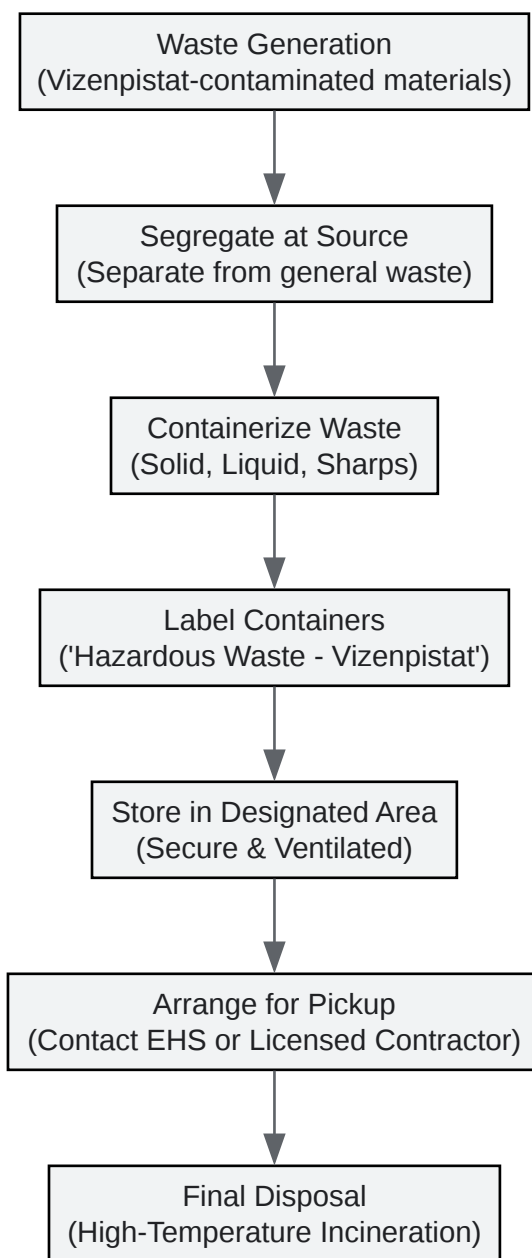 Waste Generation
(Vizenpistat-contaminated materials)
Segregate at Source
(Separate from general waste)
Containerize Waste
(Solid, Liquid, Sharps)
Label Containers
('Hazardous Waste - Vizenpistat')
Store in Designated Area
(Secure & Ventilated)
Arrange for Pickup
(Contact EHS or Licensed Contractor)
Final Disposal
(High-Temperature Incineration)